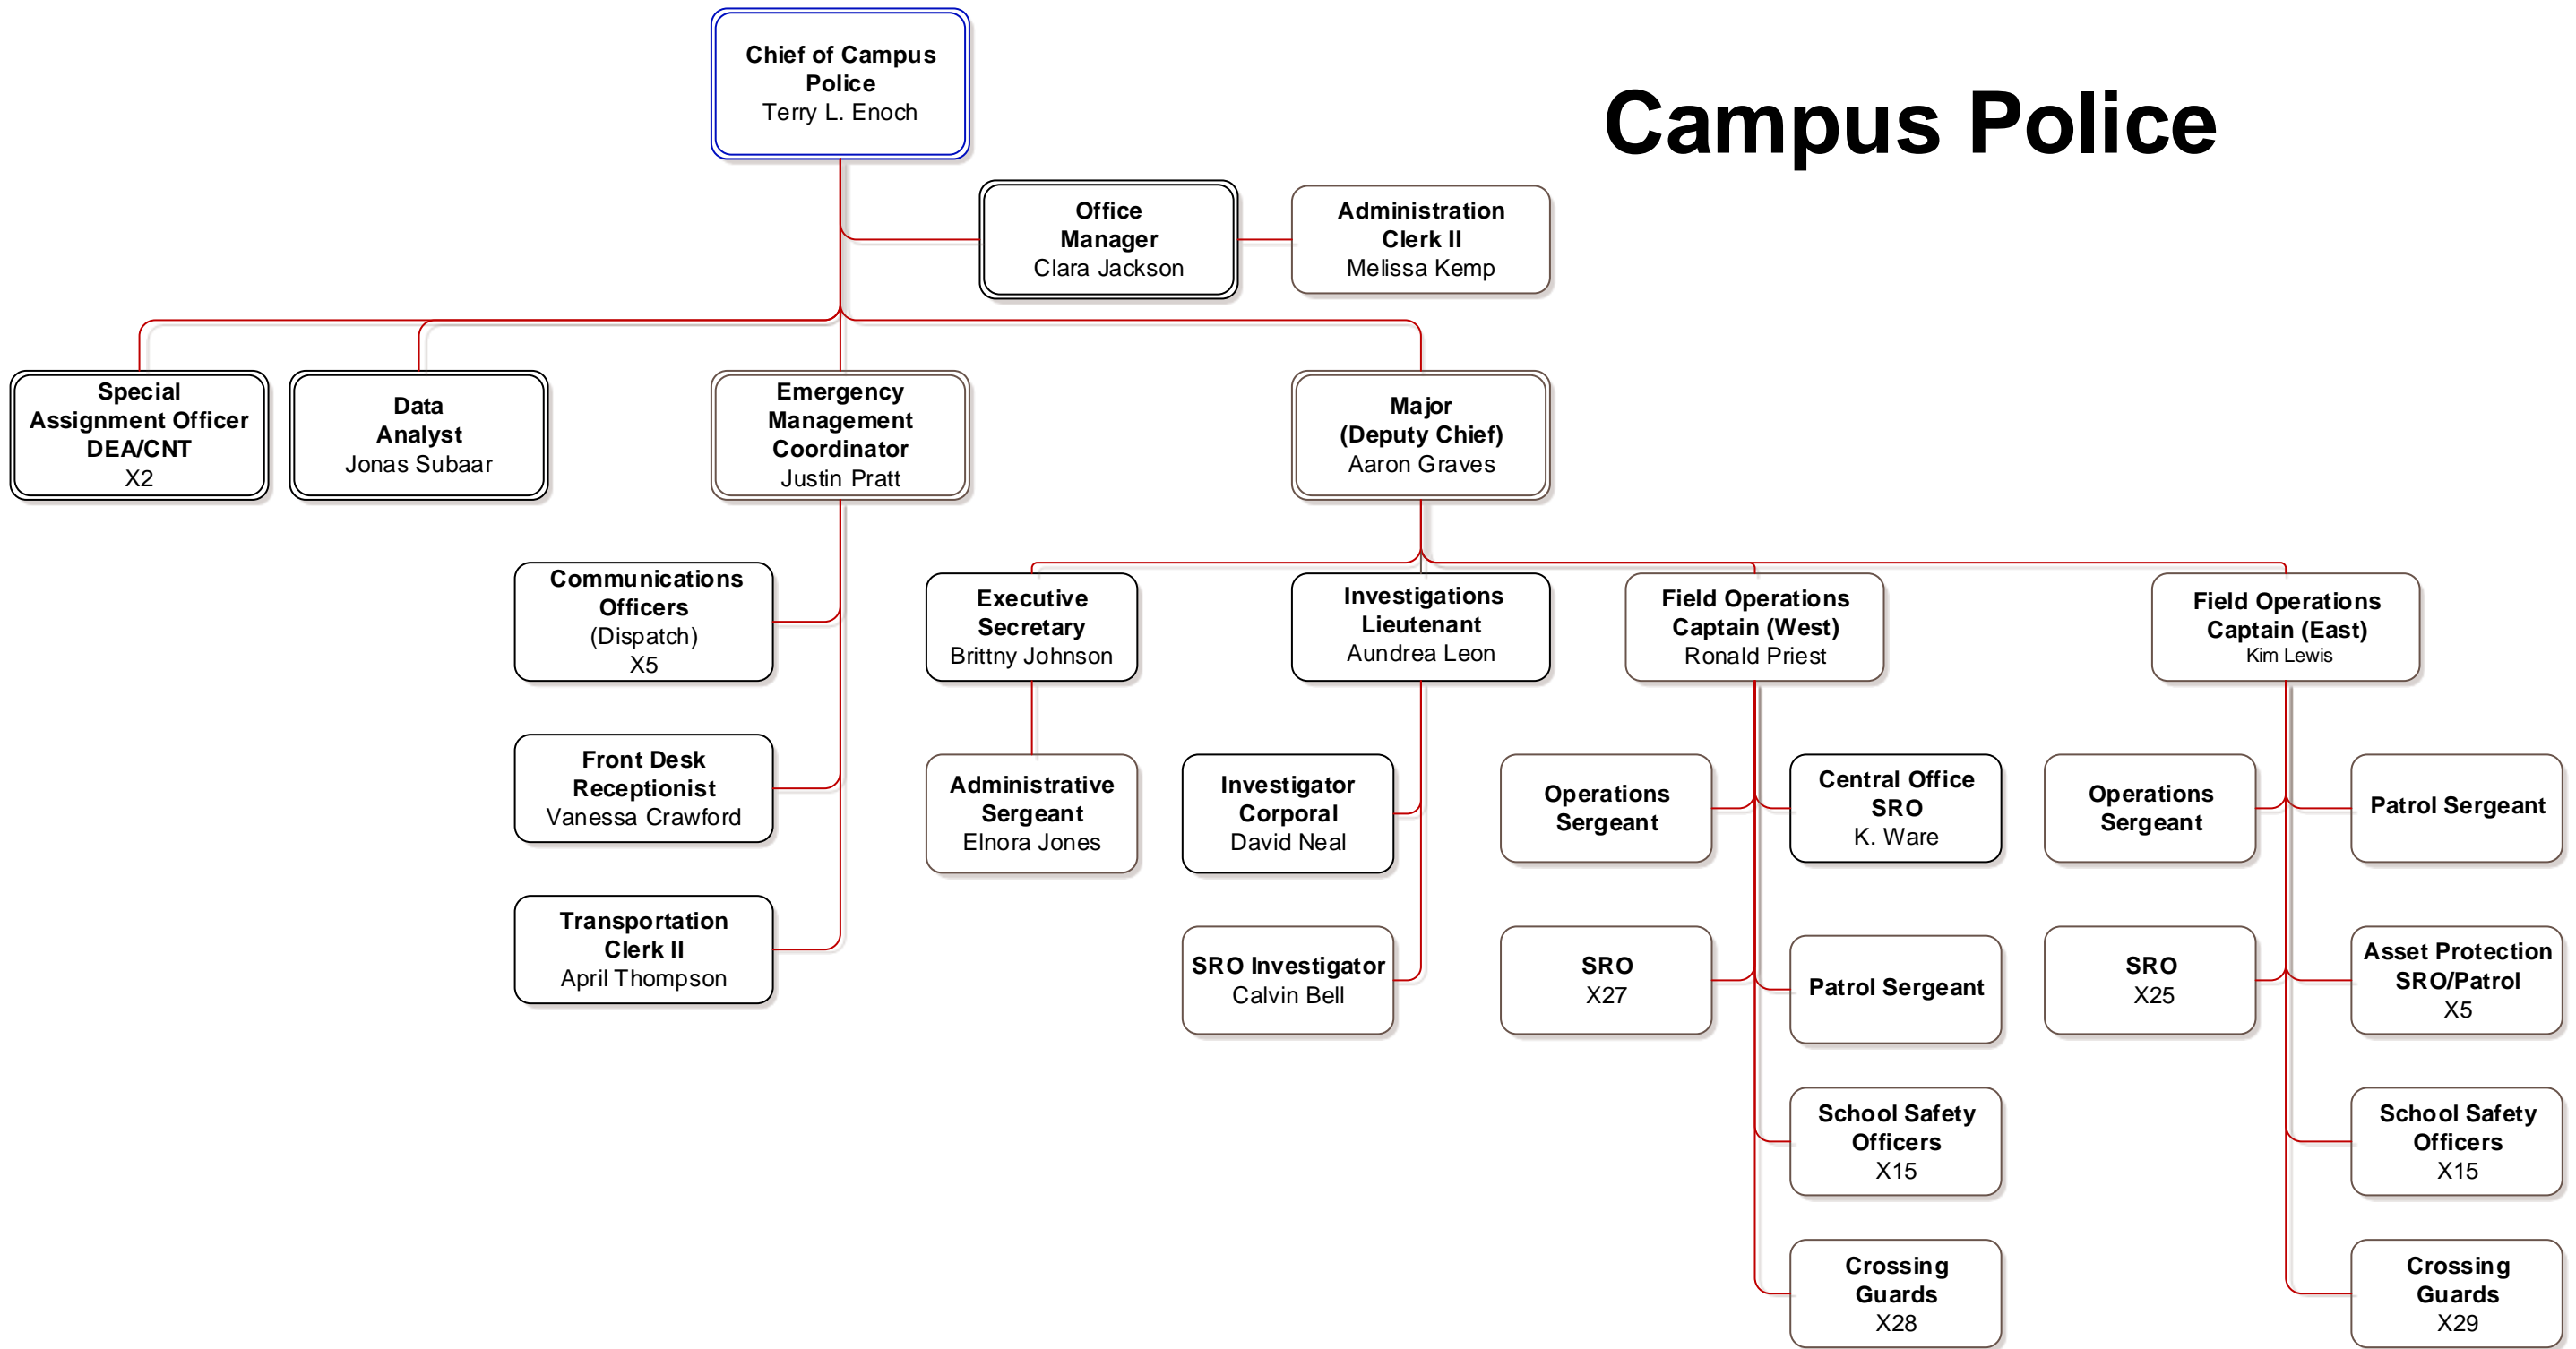 Campus Police
Chief of Campus
Police
Terry L. Enoch
Office
Manager
Clara Jackson
Administration
Clerk II
Melissa Kemp
Special
Assignment Officer
DEA/CNT
X2
Data
Analyst
Jonas Subaar
Emergency
Management
Coordinator
Justin Pratt
Major
(Deputy Chief)
Aaron Graves
Communications
Officers
(Dispatch)
X5
Front Desk
Receptionist
Vanessa Crawford
Transportation
Clerk II
April Thompson
Executive
Secretary
Brittny Johnson
Administrative
Sergeant
Elnora Jones
Investigations
Lieutenant
Aundrea Leon
Investigator
Corporal
David Neal
SRO Investigator
Calvin Bell
Field Operations
Captain (West)
Ronald Priest
Operations
Sergeant
Central Office
SRO
K. Ware
SRO
X27
Patrol Sergeant
School Safety
Officers
X15
Crossing
Guards
X28
Field Operations
Captain (East)
Kim Lewis
Operations
Sergeant
Patrol Sergeant
SRO
X25
Asset Protection
SRO/Patrol
X5
School Safety
Officers
X15
Crossing
Guards
X29